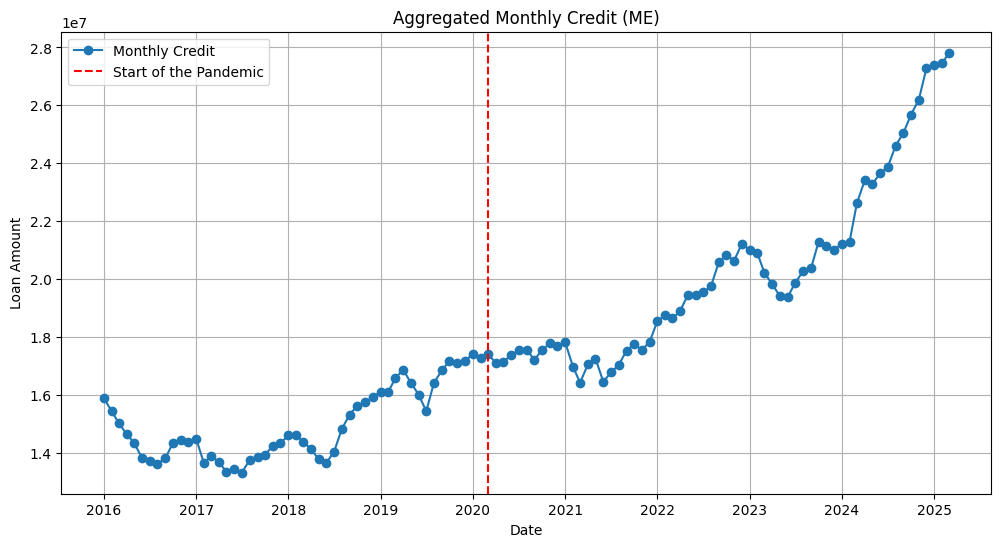 Aggregated Monthly Credit (ME)
1e7
Monthly Credit
Start of the Pandemic
2.8
2.6
2.4
2.2
2.0
1.8
1.6
1.4
Loan Amount
2016 2017 2018 2019 2020 2021 2022 2023 2024 2025
Date